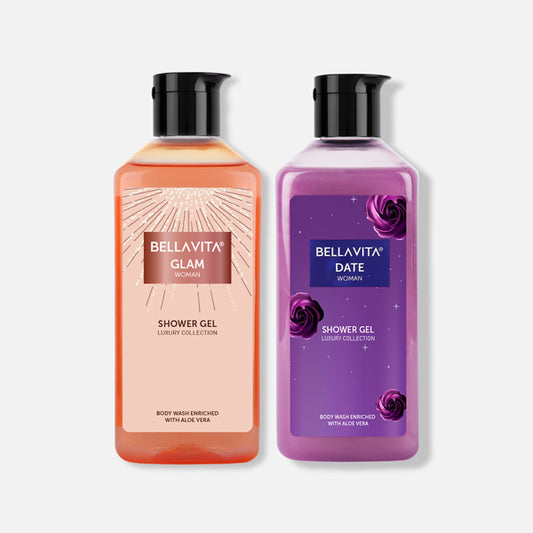 BELLAVITA®
GLAM
WOMAN
SHOWER GEL
LUXURY COLLECTION
BODY WASH ENRICHED
WITH ALOE VERA
BELLAVITA®
DATE
WOMAN
SHOWER GEL
LUXURY COLLECTION
BODY WASH ENRICHED
WITH ALOE VERA